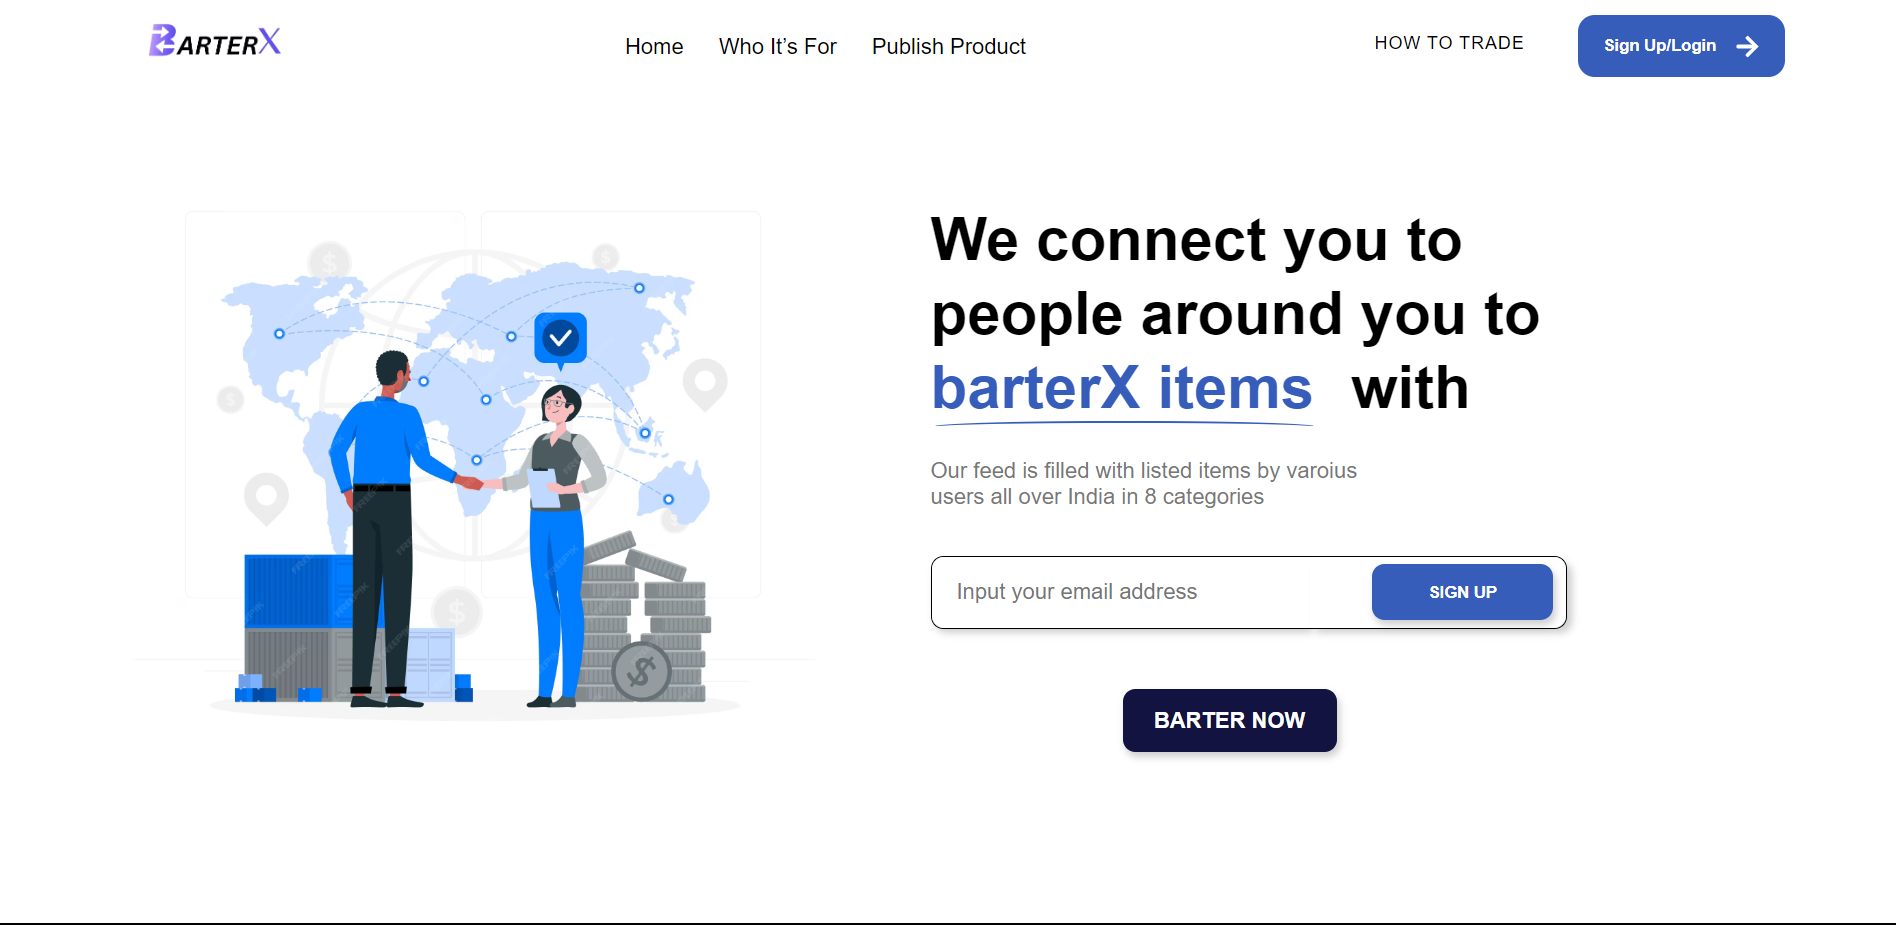 BARTERX
Home
Who It’s For
Publish Product
HOW TO TRADE
Sign Up/Login
We connect you to
people around you to
barterX items with
Our feed is filled with listed items by varoius
users all over India in 8 categories
Input your email address
SIGN UP
BARTER NOW